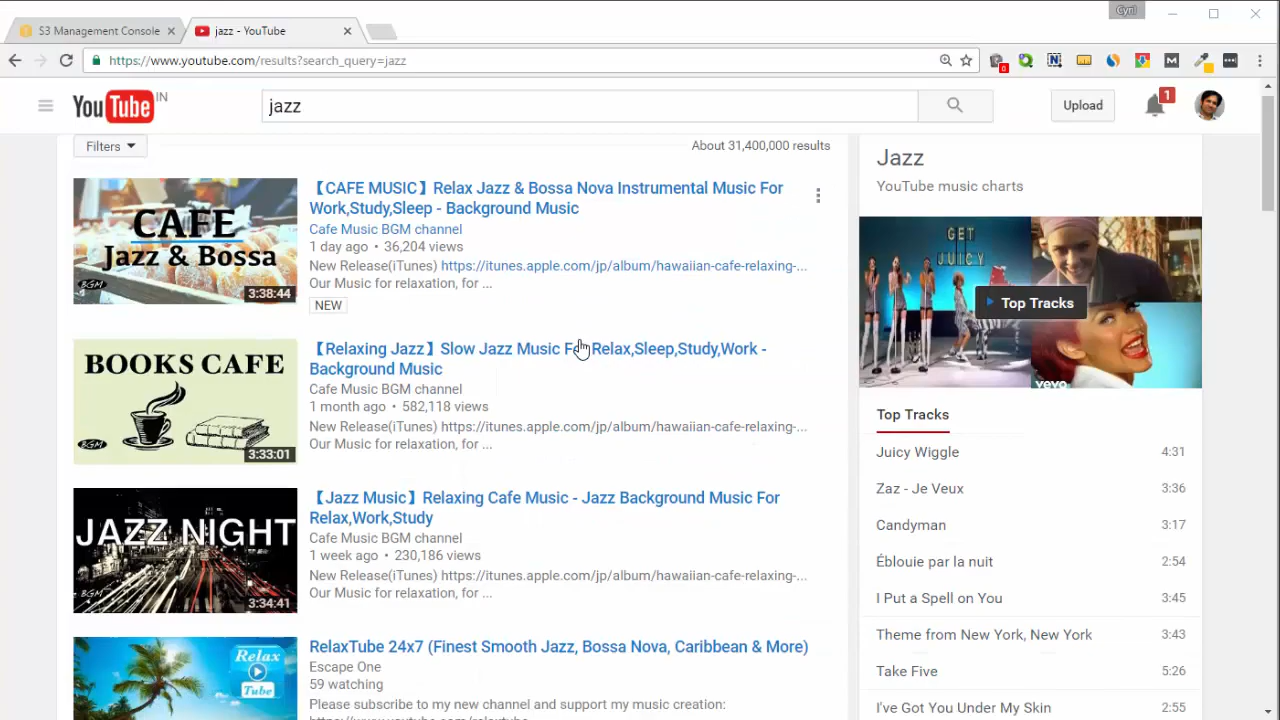 Cyril
S3 Management Console
jazz - YouTube
https://www.youtube.com/results?search_query=jazz
0
N
M
You Tube IN
jazz
Upload
1
Filters
About 31,400,000 results
CAFE
Jazz & Bossa
BGM
3:38:44
【CAFE MUSIC】Relax Jazz & Bossa Nova Instrumental Music For
Work,Study,Sleep - Background Music
Cafe Music BGM channel
1 day ago • 36,204 views
New Release(iTunes) https://itunes.apple.com/jp/album/hawaiian-cafe-relaxing-...
Our Music for relaxation, for ...
NEW
BOOKS CAFE
BGM
3:33:01
【Relaxing Jazz】Slow Jazz Music For Relax,Sleep,Study,Work -
Background Music
Cafe Music BGM channel
1 month ago • 582,118 views
New Release(iTunes) https://itunes.apple.com/jp/album/hawaiian-cafe-relaxing-...
Our Music for relaxation, for ...
JAZZ NIGHT
BGM
3:34:41
【Jazz Music】Relaxing Cafe Music - Jazz Background Music For
Relax,Work,Study
Cafe Music BGM channel
1 week ago • 230,186 views
New Release(iTunes) https://itunes.apple.com/jp/album/hawaiian-cafe-relaxing-...
Our Music for relaxation, for ...
Relax
Tube
RelaxTube 24x7 (Finest Smooth Jazz, Bossa Nova, Caribbean & More)
Escape One
59 watching
Please subscribe to my new channel and support my music creation:
Jazz
YouTube music charts
GET
JUICY
Top Tracks
vevo
Top Tracks
Juicy Wiggle 4:31
Zaz - Je Veux 3:36
Candyman 3:17
Éblouie par la nuit 2:54
I Put a Spell on You 3:45
Theme from New York, New York 3:43
Take Five 5:26
I've Got You Under My Skin 2:55